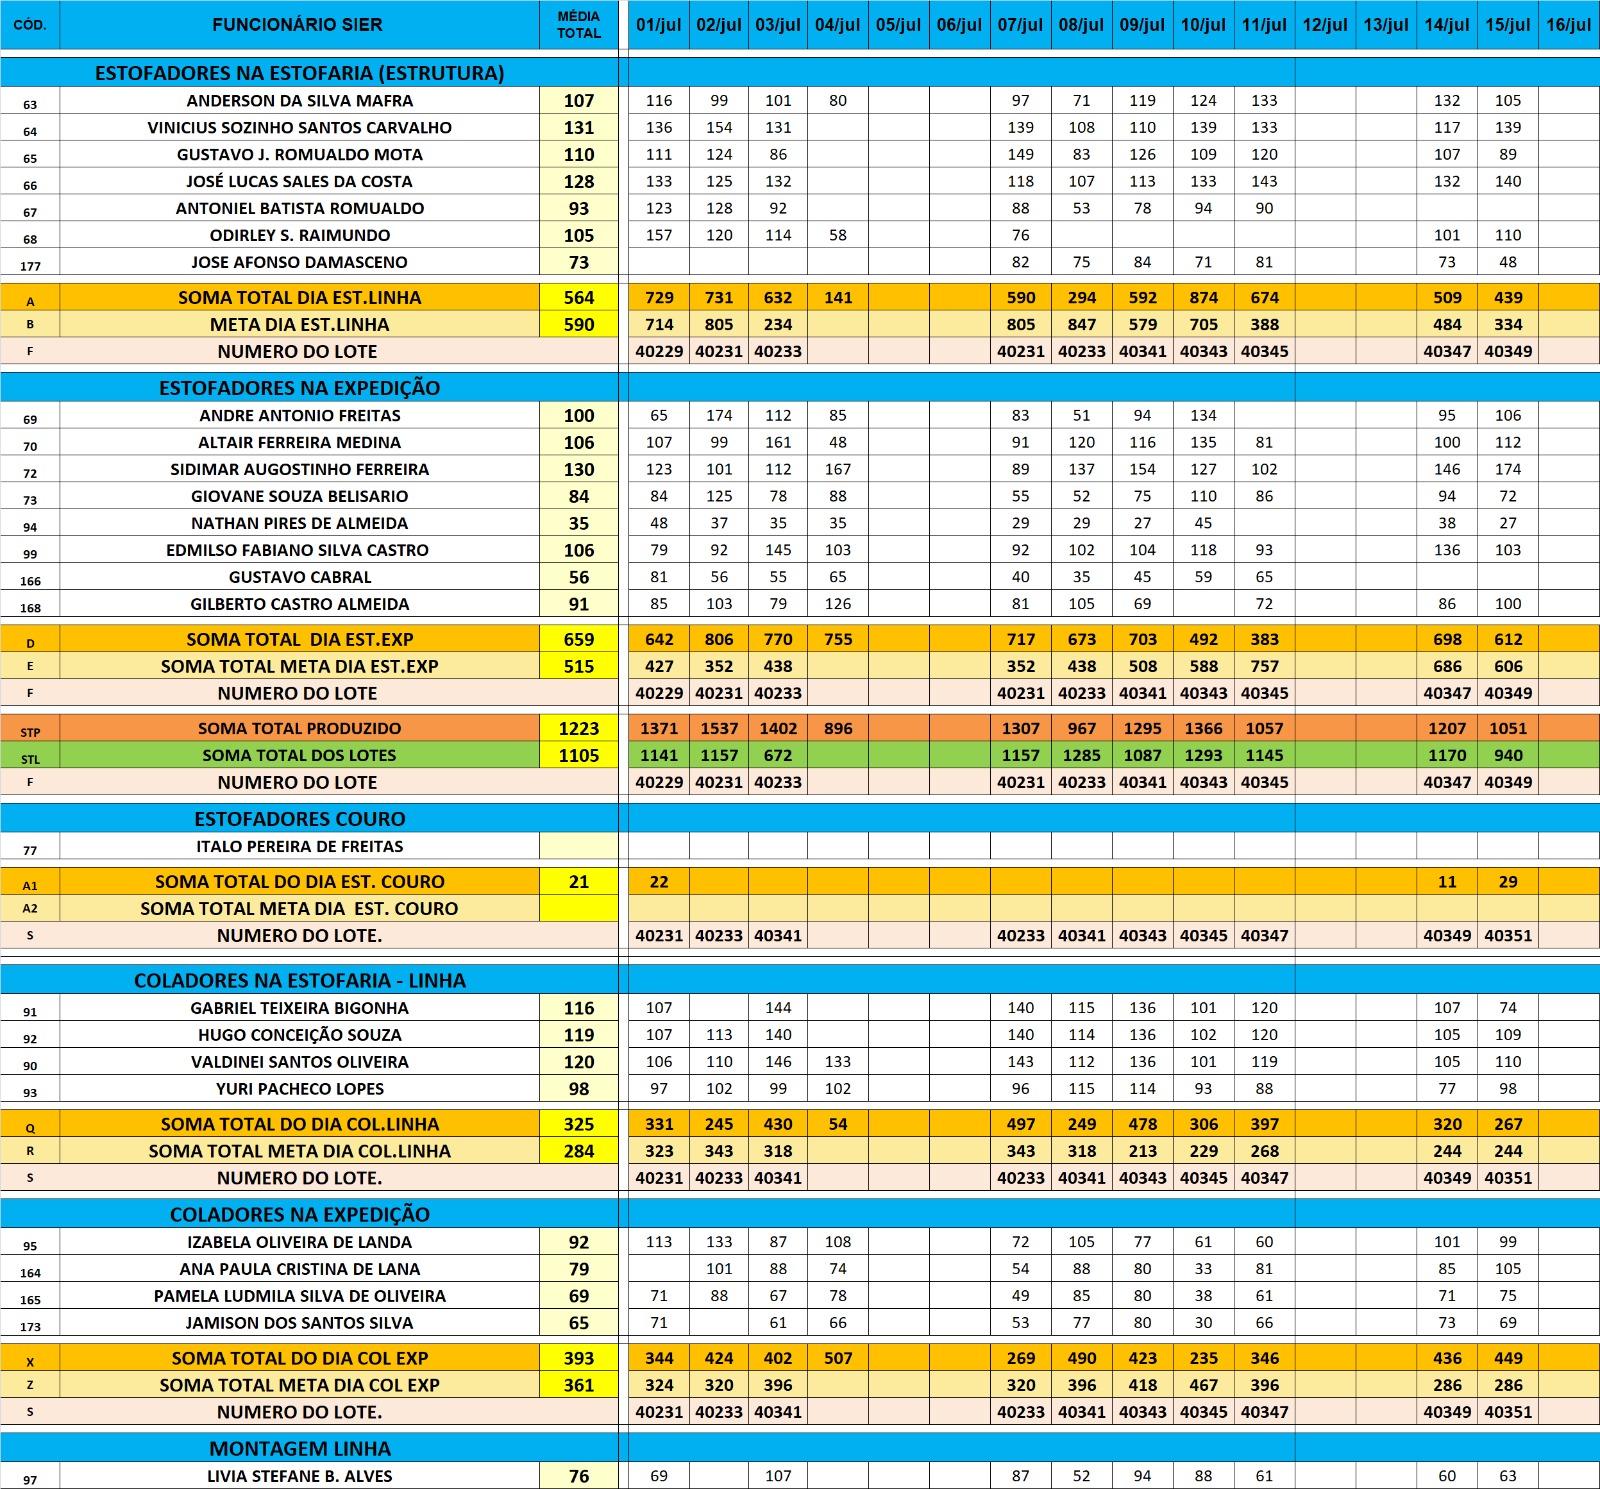 CÓD. FUNCIONÁRIO SIER MÉDIA TOTAL 01/jul 02/jul 03/jul 04/jul 05/jul 06/jul 07/jul 08/jul 09/jul 10/jul 11/jul 12/jul 13/jul 14/jul 15/jul 16/jul
ESTOFADORES NA ESTOFARIA (ESTRUTURA)
63 ANDERSON DA SILVA MAFRA 107 116 99 101 80 97 71 119 124 133 132 105
64 VINICIUS SOZINHO SANTOS CARVALHO 131 136 154 131 139 108 110 139 133 117 139
65 GUSTAVO J. ROMUALDO MOTA 110 111 124 86 149 83 126 109 120 107 89
66 JOSÉ LUCAS SALES DA COSTA 128 133 125 132 118 107 113 133 143 132 140
67 ANTONIEL BATISTA ROMUALDO 93 123 128 92 88 53 78 94 90
68 ODIRLEY S. RAIMUNDO 105 157 120 114 58 76 101 110
177 JOSE AFONSO DAMASCENO 73 82 75 84 71 81 73 48
A SOMA TOTAL DIA EST.LINHA 564 729 731 632 141 590 294 592 874 674 509 439
B META DIA EST.LINHA 590 714 805 234 805 847 579 705 388 484 334
F NUMERO DO LOTE 40229 40231 40233 40231 40233 40341 40343 40345 40347 40349
ESTOFADORES NA EXPEDIÇÃO
69 ANDRE ANTONIO FREITAS 100 65 174 112 85 83 51 94 134 95 106
70 ALTAIR FERREIRA MEDINA 106 107 99 161 48 91 120 116 135 81 100 112
72 SIDIMAR AUGOSTINHO FERREIRA 130 123 101 112 167 89 137 154 127 102 146 174
73 GIOVANE SOUZA BELISARIO 84 84 125 78 88 55 52 75 110 86 94 72
94 NATHAN PIRES DE ALMEIDA 35 48 37 35 35 29 29 27 45 38 27
99 EDMILSO FABIANO SILVA CASTRO 106 79 92 145 103 92 102 104 118 93 136 103
166 GUSTAVO CABRAL 56 81 56 55 65 40 35 45 59 65
168 GILBERTO CASTRO ALMEIDA 91 85 103 79 126 81 105 69 72 86 100
D SOMA TOTAL DIA EST.EXP 659 642 806 770 755 717 673 703 492 383 698 612
E SOMA TOTAL META DIA EST.EXP 515 427 352 438 352 438 508 588 757 686 606
F NUMERO DO LOTE 40229 40231 40233 40231 40233 40341 40343 40345 40347 40349
STP SOMA TOTAL PRODUZIDO 1223 1371 1537 1402 896 1307 967 1295 1366 1057 1207 1051
STL SOMA TOTAL DOS LOTES 1105 1141 1157 672 1157 1285 1087 1293 1145 1170 940
F NUMERO DO LOTE 40229 40231 40233 40231 40233 40341 40343 40345 40347 40349
ESTOFADORES COURO
77 ITALO PEREIRA DE FREITAS
A1 SOMA TOTAL DO DIA EST. COURO 21 22 11 29
A2 SOMA TOTAL META DIA EST. COURO
S NUMERO DO LOTE. 40231 40233 40341 40233 40341 40343 40345 40347 40349 40351
COLADORES NA ESTOFARIA - LINHA
91 GABRIEL TEIXEIRA BIGONHA 116 107 144 140 115 136 101 120 107 74
92 HUGO CONCEIÇÃO SOUZA 119 107 113 140 140 114 136 102 120 105 109
90 VALDINEI SANTOS OLIVEIRA 120 106 110 146 133 143 112 136 101 119 105 110
93 YURI PACHECO LOPES 98 97 102 99 102 96 115 114 93 88 77 98
Q SOMA TOTAL DO DIA COL.LINHA 325 331 245 430 54 497 249 478 306 397 320 267
R SOMA TOTAL META DIA COL.LINHA 284 323 343 318 343 318 213 229 268 244 244
S NUMERO DO LOTE. 40231 40233 40341 40233 40341 40343 40345 40347 40349 40351
COLADORES NA EXPEDIÇÃO
95 IZABELA OLIVEIRA DE LANDA 92 113 133 87 108 72 105 77 61 60 101 99
164 ANA PAULA CRISTINA DE LANA 79 101 88 74 54 88 80 33 81 85 105
165 PAMELA LUDMILA SILVA DE OLIVEIRA 69 71 88 67 78 49 85 80 38 61 71 75
173 JAMISON DOS SANTOS SILVA 65 71 61 66 53 77 80 30 66 73 69
X SOMA TOTAL DO DIA COL EXP 393 344 424 402 507 269 490 423 235 346 436 449
Z SOMA TOTAL META DIA COL EXP 361 324 320 396 320 396 418 467 396 286 286
S NUMERO DO LOTE. 40231 40233 40341 40233 40341 40343 40345 40347 40349 40351
MONTAGEM LINHA
97 LIVIA STEFANE B. ALVES 76 69 107 87 52 94 88 61 60 63